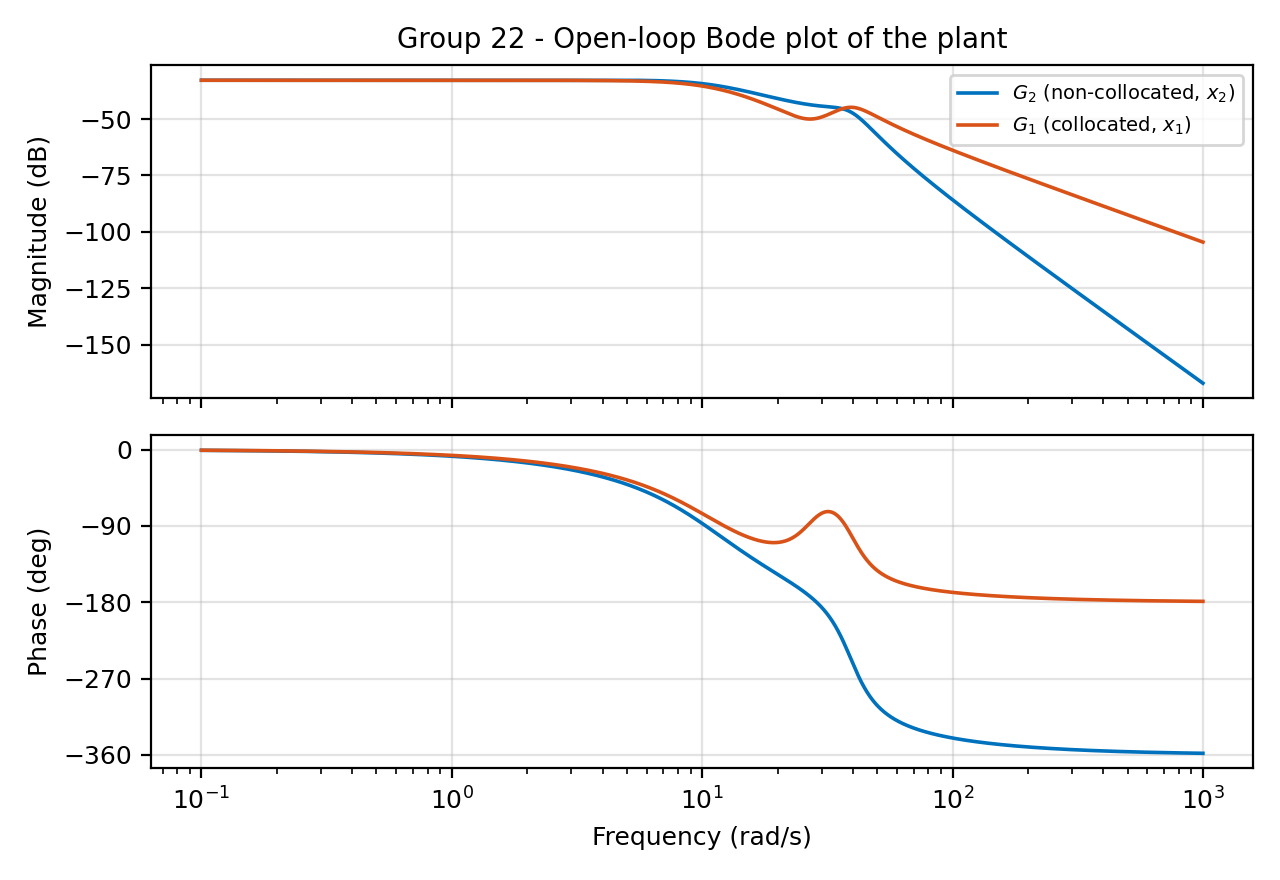 Group 22 - Open-loop Bode plot of the plant
Magnitude (dB)
−50
−75
−100
−125
−150
G₂ (non-collocated, x₂)
G₁ (collocated, x₁)
Phase (deg)
0
−90
−180
−270
−360
10⁻¹ 10⁰ 10¹ 10² 10³
Frequency (rad/s)